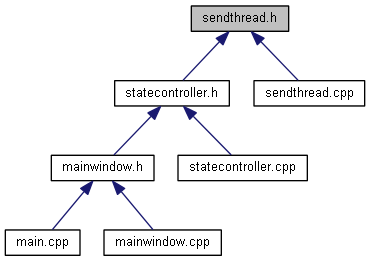 sendthread.h
statecontroller.h
sendthread.cpp
mainwindow.h
statecontroller.cpp
main.cpp
mainwindow.cpp